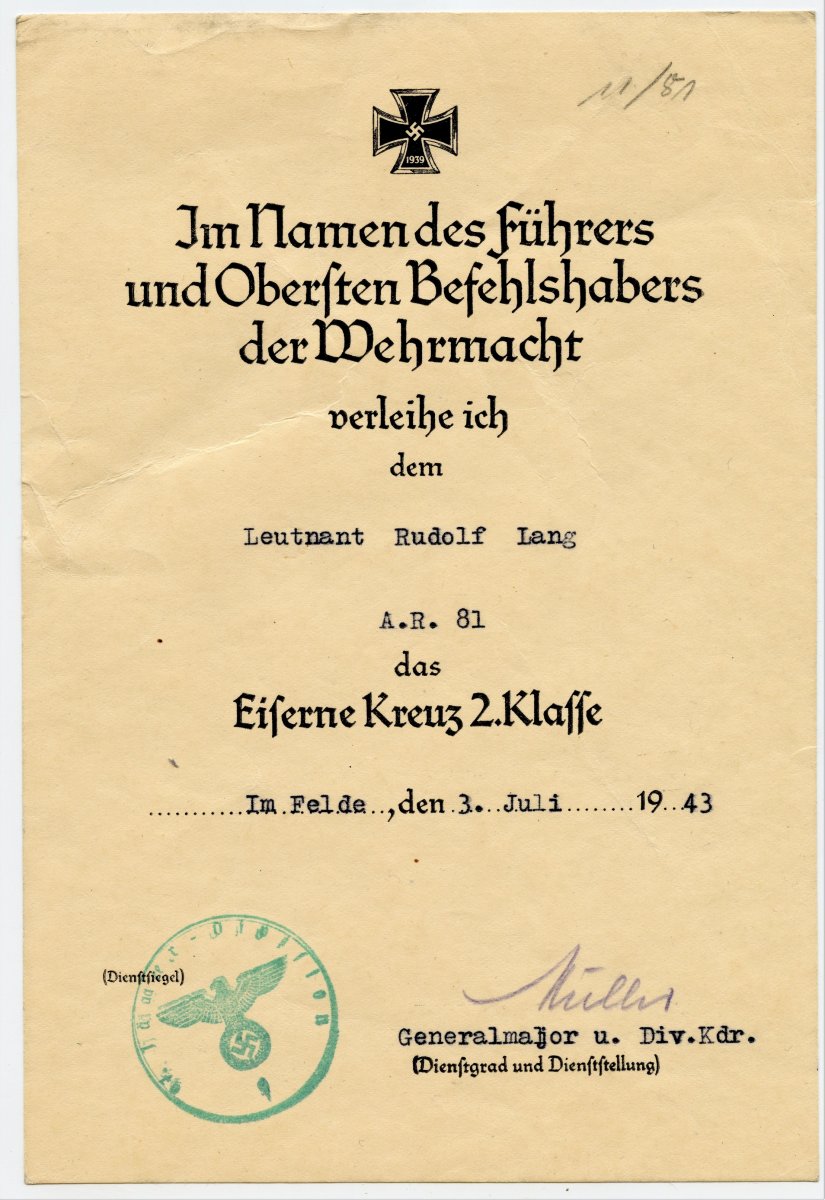 11/81
1939
Im Namen des Führers
und Oberſten Befehlshabers
der Wehrmacht
verleihe ich
dem
Leutnant Rudolf Lang
A.R. 81
das
Eiſerne Kreuz 2.Klaſſe
...........Im Felde..,den.3...Juli........19..43
(Dienſtſiegel)
Müller
Generalmajor u. Div.Kdr.
(Dienſtgrad und Dienſtſtellung)